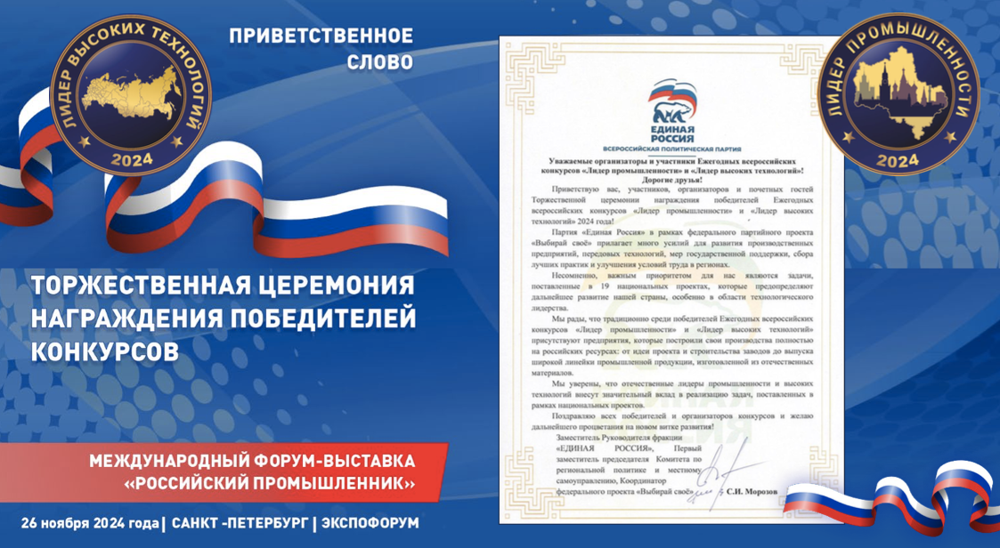 ЛИДЕР ВЫСОКИХ ТЕХНОЛОГИЙ
2024
ПРИВЕТСТВЕННОЕ
СЛОВО
ТОРЖЕСТВЕННАЯ ЦЕРЕМОНИЯ
НАГРАЖДЕНИЯ ПОБЕДИТЕЛЕЙ
КОНКУРСОВ
МЕЖДУНАРОДНЫЙ ФОРУМ-ВЫСТАВКА
«РОССИЙСКИЙ ПРОМЫШЛЕННИК»
26 ноября 2024 года| САНКТ -ПЕТЕРБУРГ | ЭКСПОФОРУМ
ЛИДЕР ПРОМЫШЛЕННОСТИ
2024
ЕДИНАЯ
РОССИЯ
ВСЕРОССИЙСКАЯ ПОЛИТИЧЕСКАЯ ПАРТИЯ
Уважаемые организаторы и участники Ежегодных всероссийских
конкурсов «Лидер промышленности» и «Лидер высоких технологий»!
Дорогие друзья!
Приветствую вас, участников, организаторов и почетных гостей
Торжественной церемонии награждения победителей Ежегодных
всероссийских конкурсов «Лидер промышленности» и «Лидер высоких
технологий» 2024 года!
Партия «Единая Россия» в рамках федерального партийного проекта
«Выбирай своё» прилагает много усилий для развития производственных
предприятий, передовых технологий, мер государственной поддержки, сбора
лучших практик и улучшения условий труда в регионах.
Несомненно, важным приоритетом для нас являются задачи,
поставленные в 19 национальных проектах, которые предопределяют
дальнейшее развитие нашей страны, особенно в области технологического
лидерства.
Мы рады, что традиционно среди победителей Ежегодных всероссийских
конкурсов «Лидер промышленности» и «Лидер высоких технологий»
присутствуют предприятия, которые построили свои производства полностью
на российских ресурсах: от идеи проекта и строительства заводов до выпуска
широкой линейки промышленной продукции, изготовленной из отечественных
материалов.
Мы уверены, что отечественные лидеры промышленности и высоких
технологий внесут значительный вклад в реализацию задач, поставленных в
рамках национальных проектов.
Поздравляю всех победителей и организаторов конкурсов и желаю
дальнейшего процветания на новом витке развития!
Заместитель Руководителя фракции
«ЕДИНАЯ РОССИЯ», Первый
заместитель председателя Комитета по
региональной политике и местному
самоуправлению, Координатор
федерального проекта «Выбирай своё»
С.И. Морозов